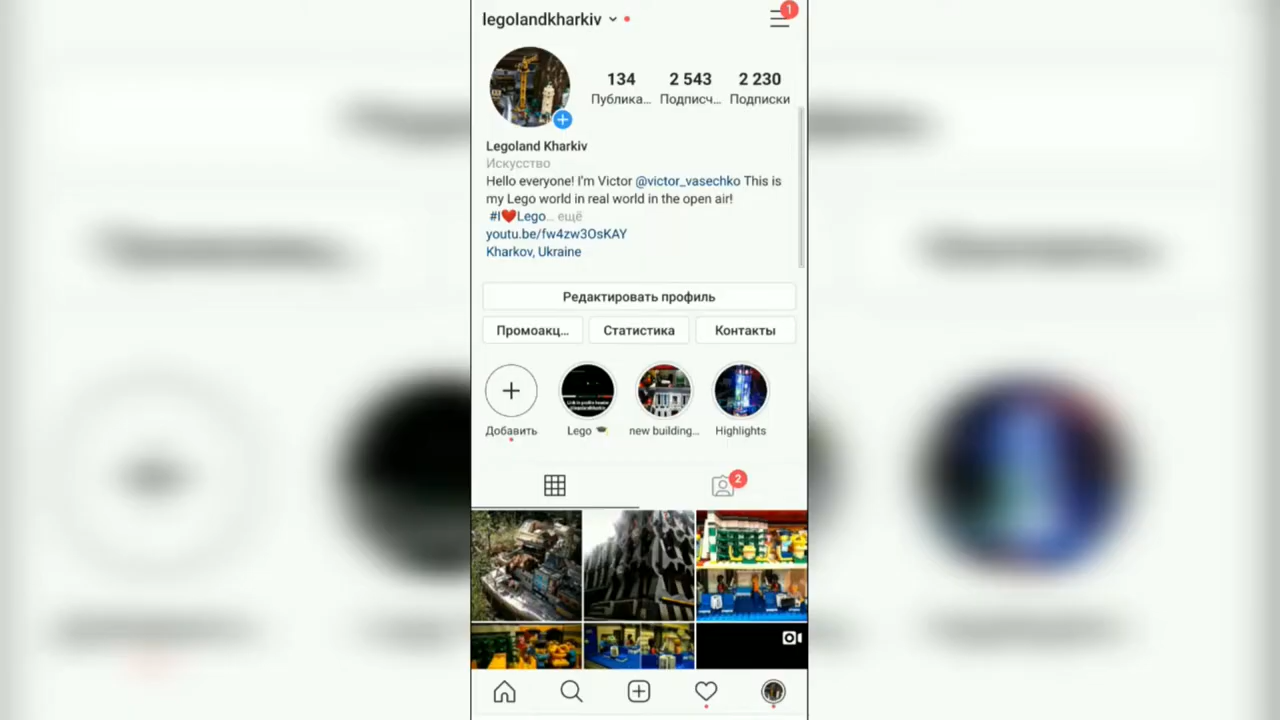 legolandkharkiv
1
134 2 543 2 230
Публика... Подписч... Подписки
Legoland Kharkiv
Искусство
Hello everyone! I'm Victor @victor_vasechko This is
my Lego world in real world in the open air!
#I❤️Lego... ещё
youtu.be/fw4zw3OsKAY
Kharkov, Ukraine
Редактировать профиль
Промоакц... Статистика Контакты
Добавить Lego 🎓 new building... Highlights
2